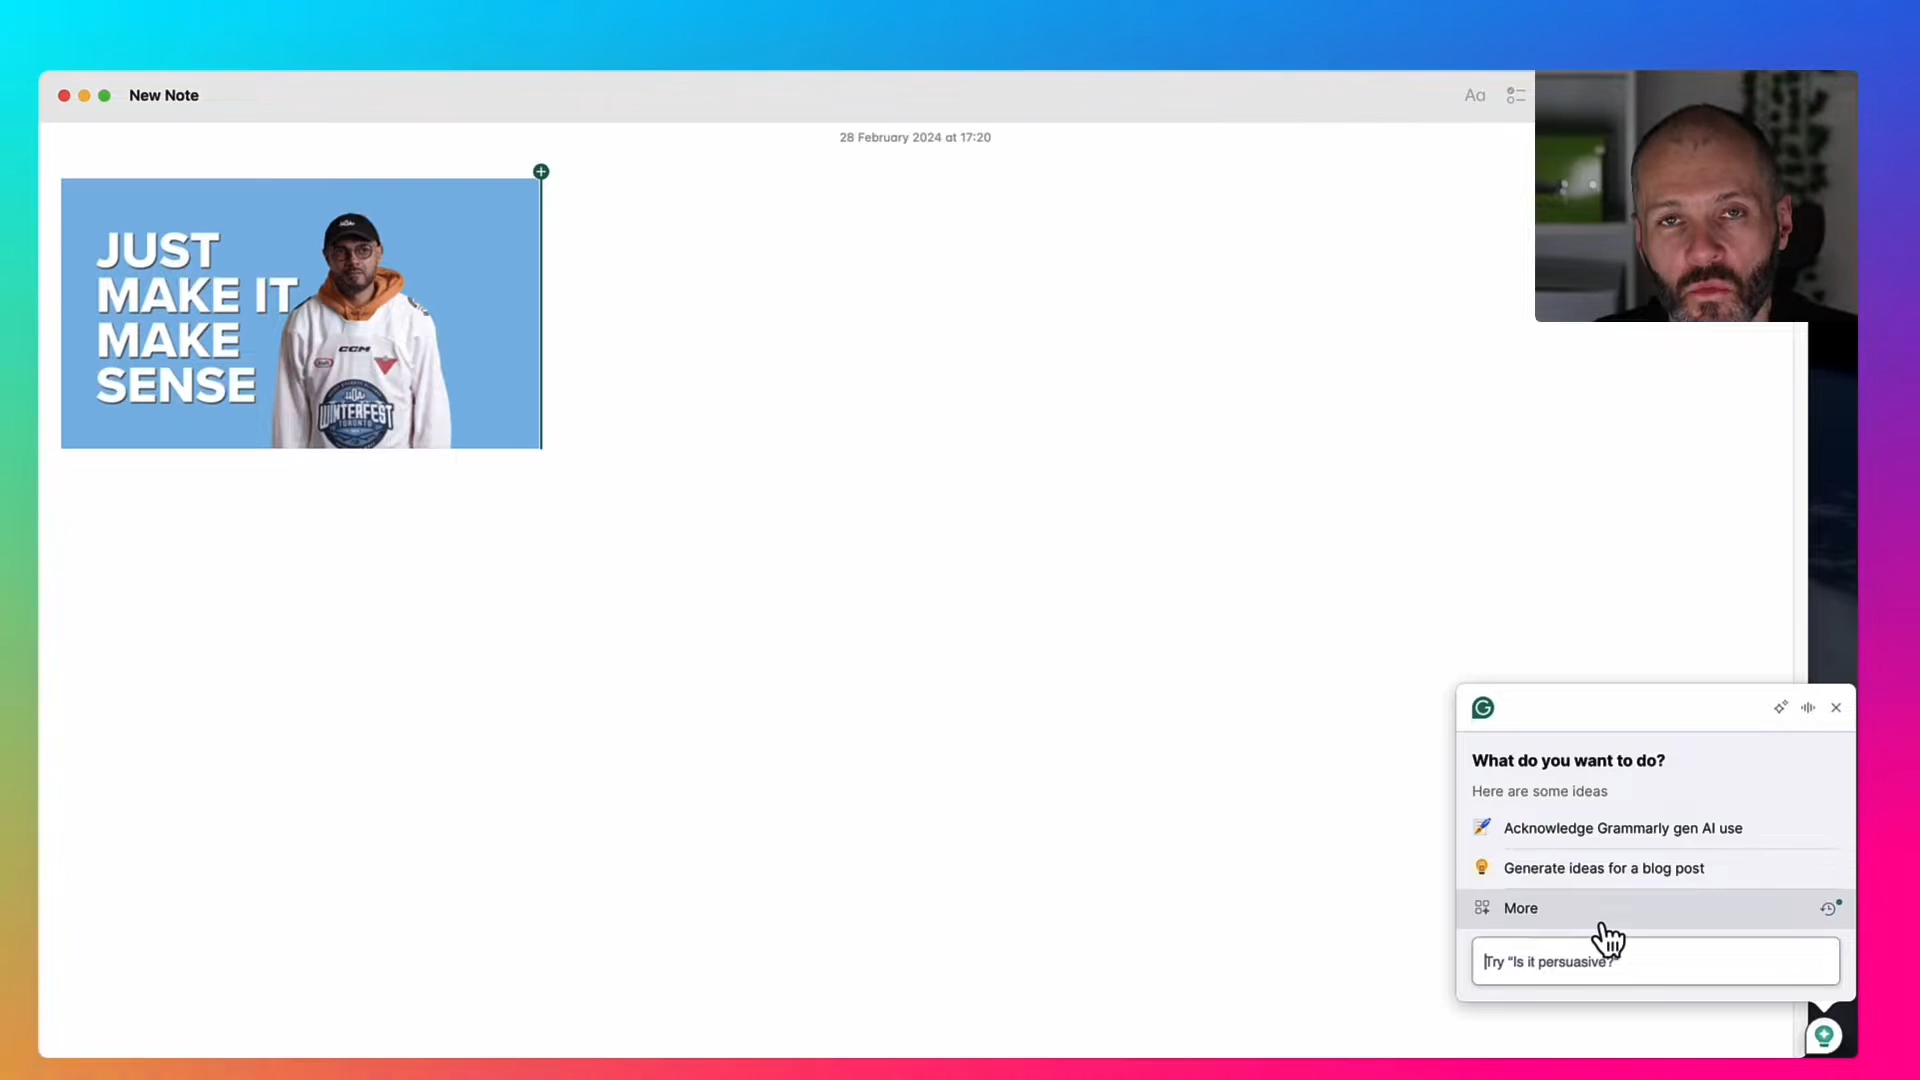 New Note
Aa
28 February 2024 at 17:20
JUST
MAKE IT
MAKE
SENSE
CCM
WINTERFEST
TORONTO
G
What do you want to do?
Here are some ideas
Acknowledge Grammarly gen AI use
Generate ideas for a blog post
More
Try “Is it persuasive?”